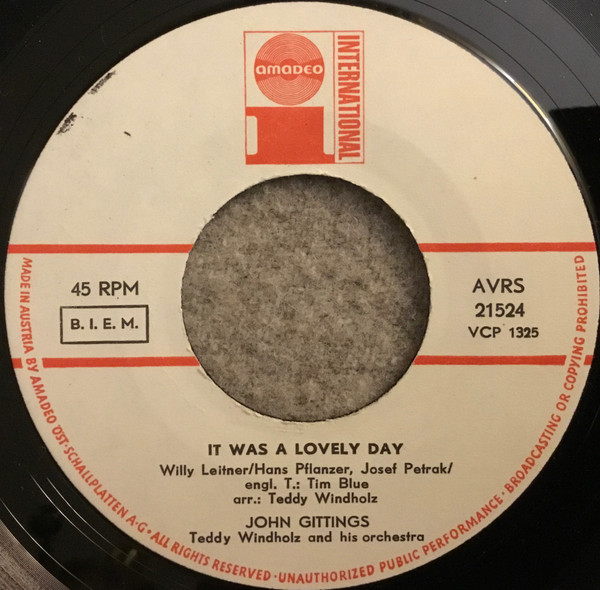 amadeo
INTERNATIONAL
45 RPM
B. I. E. M.
AVRS
21524
VCP 1325
IT WAS A LOVELY DAY
Willy Leitner/Hans Pflanzer, Josef Petrak/
engl. T.: Tim Blue
arr.: Teddy Windholz
JOHN GITTINGS
Teddy Windholz and his orchestra
MADE IN AUSTRIA BY AMADEO ÖST. SCHALLPLATTEN A·G · ALL RIGHTS RESERVED · UNAUTHORIZED PUBLIC PERFORMANCE · BROADCASTING OR COPYING PROHIBITED